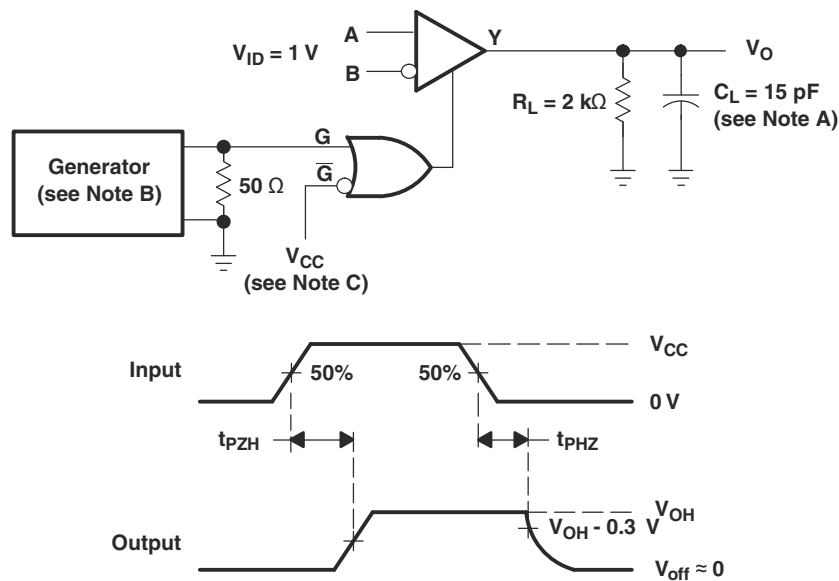 A
Y
V_O
V_ID = 1 V
B
R_L = 2 kΩ
C_L = 15 pF
(see Note A)
Generator
(see Note B)
50 Ω
G
G̅
V_CC
(see Note C)
V_CC
Input
50%
50%
0 V
t_PZH
t_PHZ
V_OH
V_OH - 0.3 V
Output
V_off ≈ 0